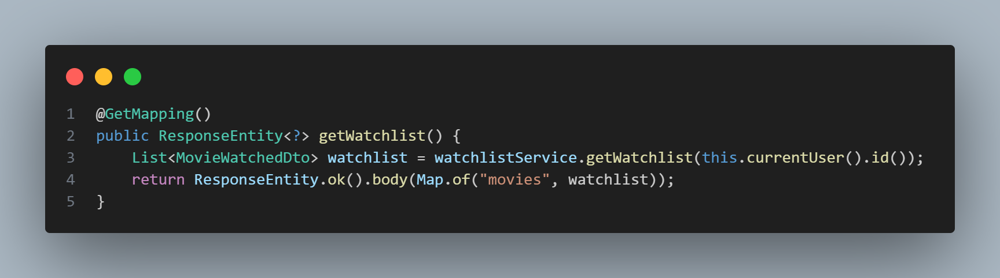 1 @GetMapping()
2 public ResponseEntity<?> getWatchlist() {
3     List<MovieWatchedDto> watchlist = watchlistService.getWatchlist(this.currentUser().id());
4     return ResponseEntity.ok().body(Map.of("movies", watchlist));
5 }